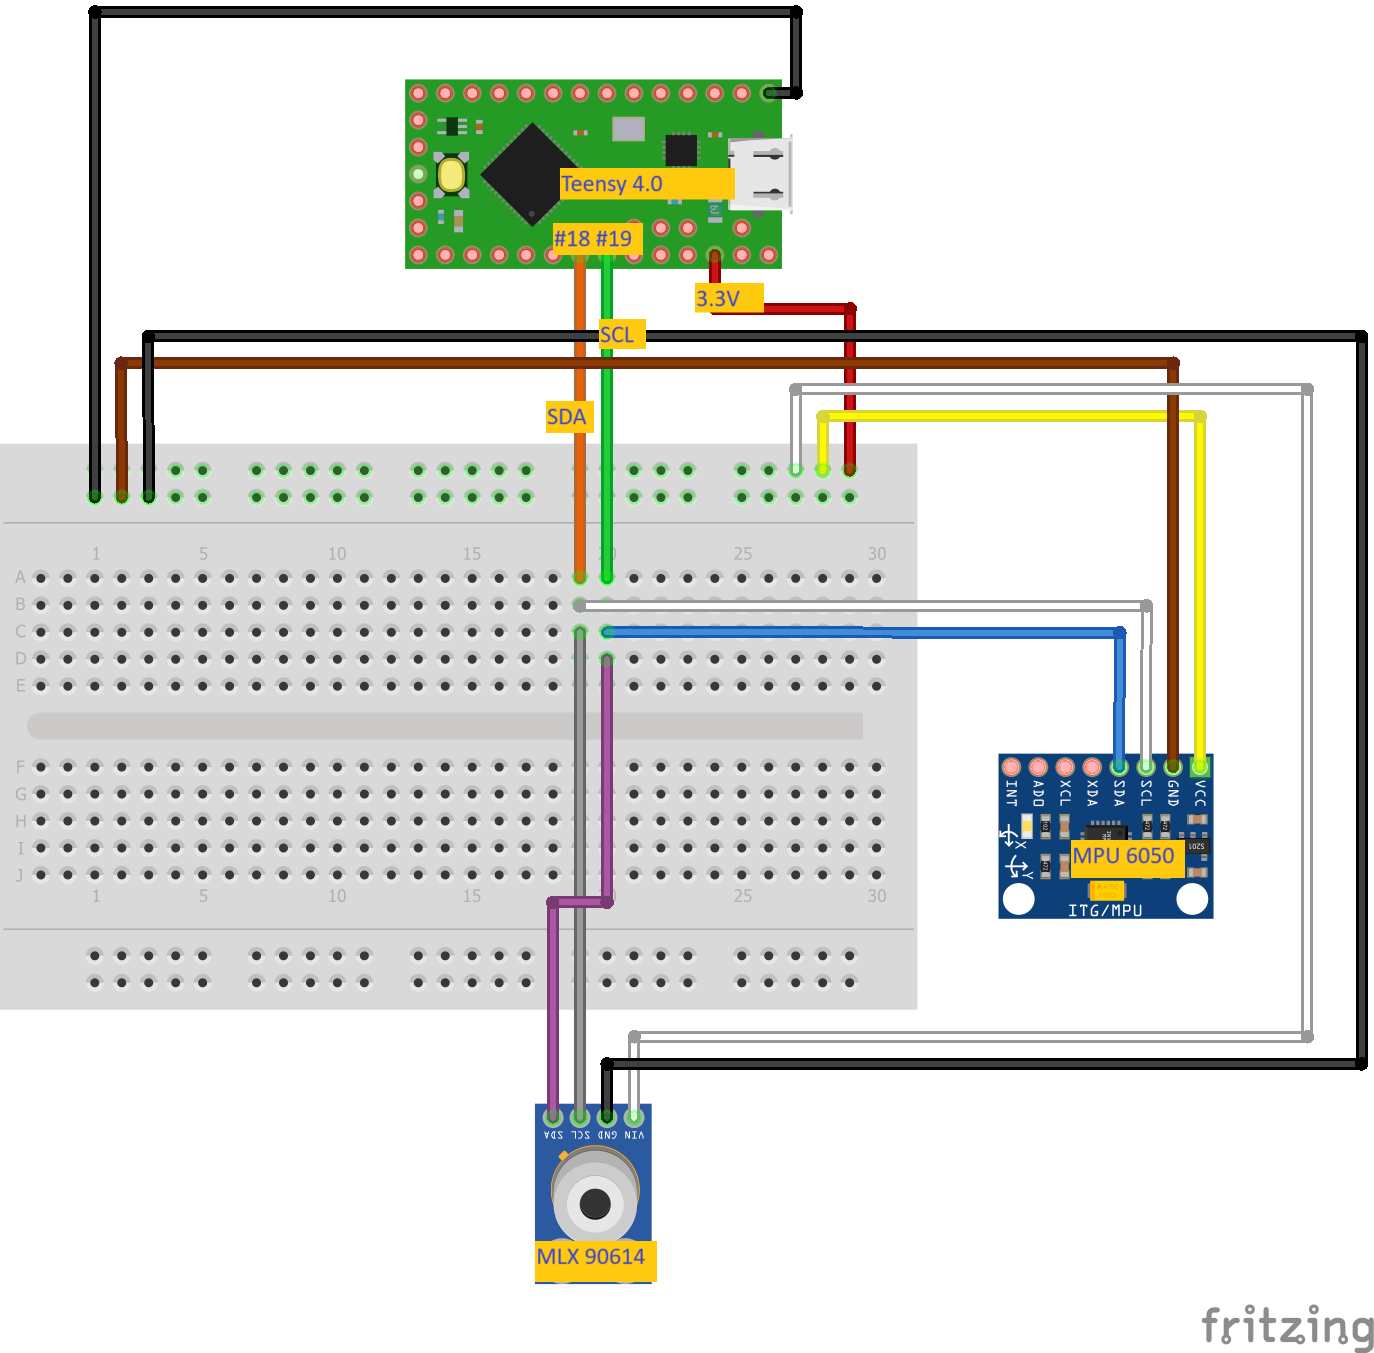 Teensy 4.0
#18 #19
3.3V
SCL
SDA
1 5 10 15 20 25 30
A
B
C
D
E
F
G
H
I
J
1 5 10 15 20 25 30
INT AD0 XCL XDA SDA SCL GND VCC
X
Y
MPU 6050
ITG/MPU
SDA SCL GND VIN
MLX 90614
fritzing